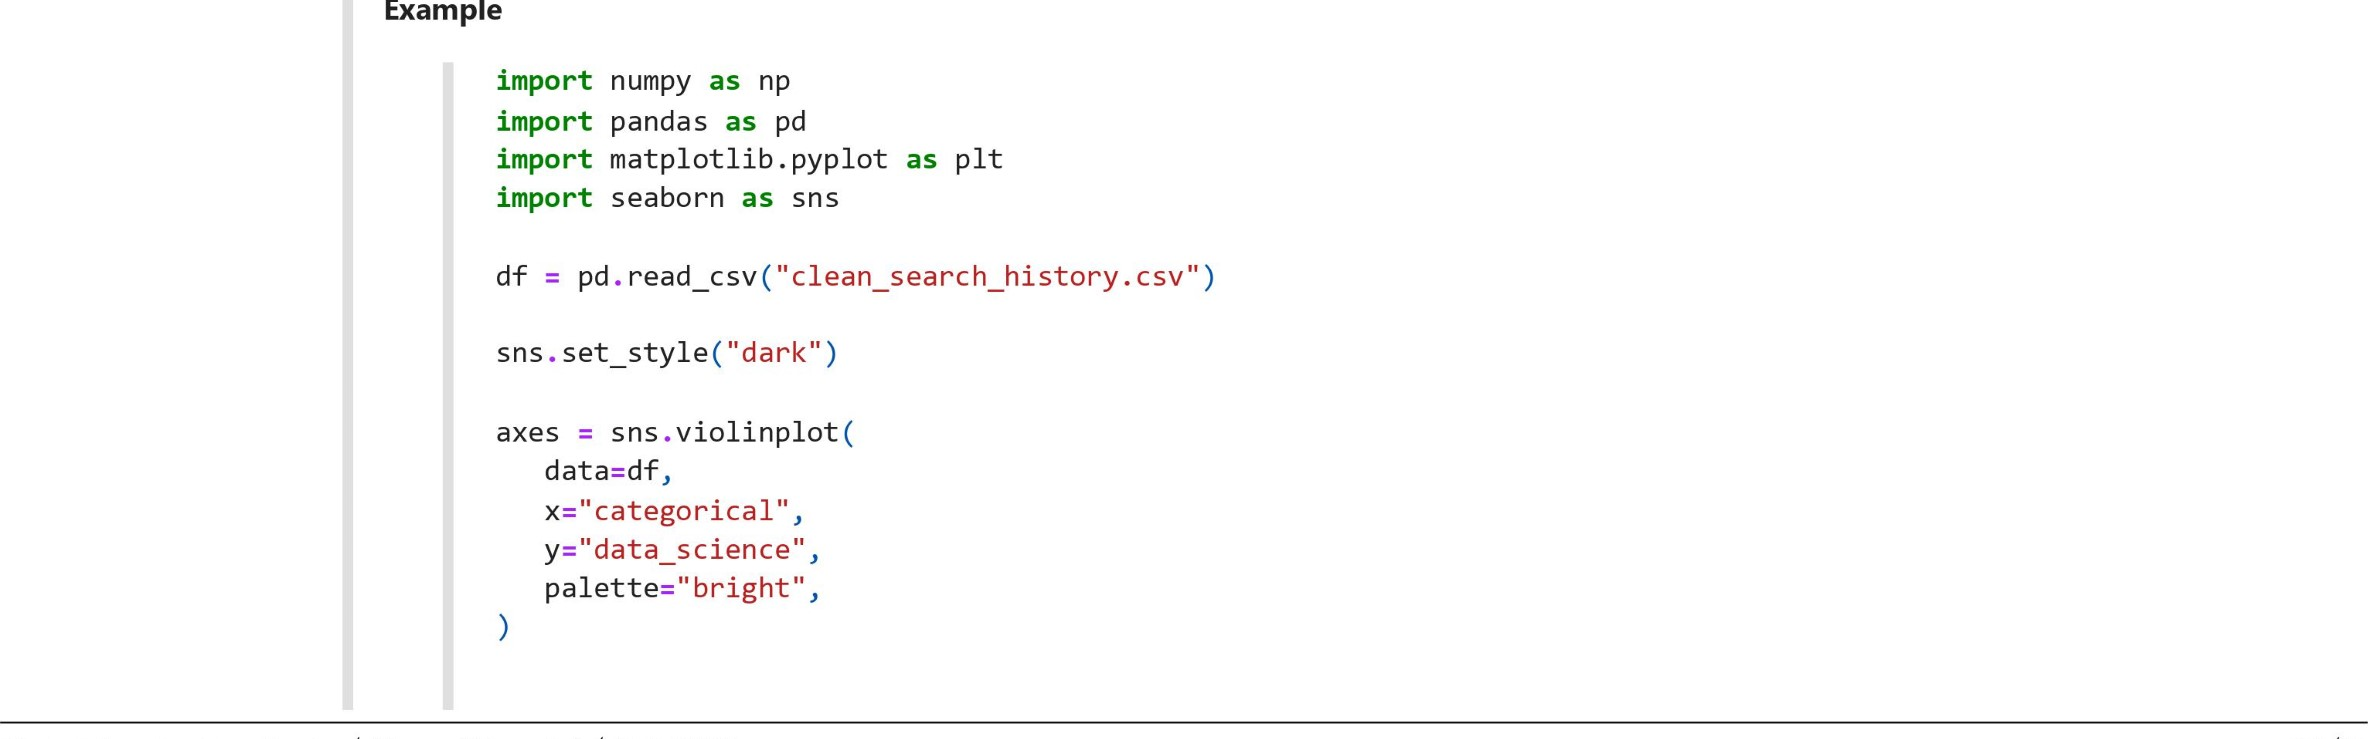 Example
import numpy as np
import pandas as pd
import matplotlib.pyplot as plt
import seaborn as sns
df = pd.read_csv("clean_search_history.csv")
sns.set_style("dark")
axes = sns.violinplot(
data=df,
x="categorical",
y="data_science",
palette="bright",
)